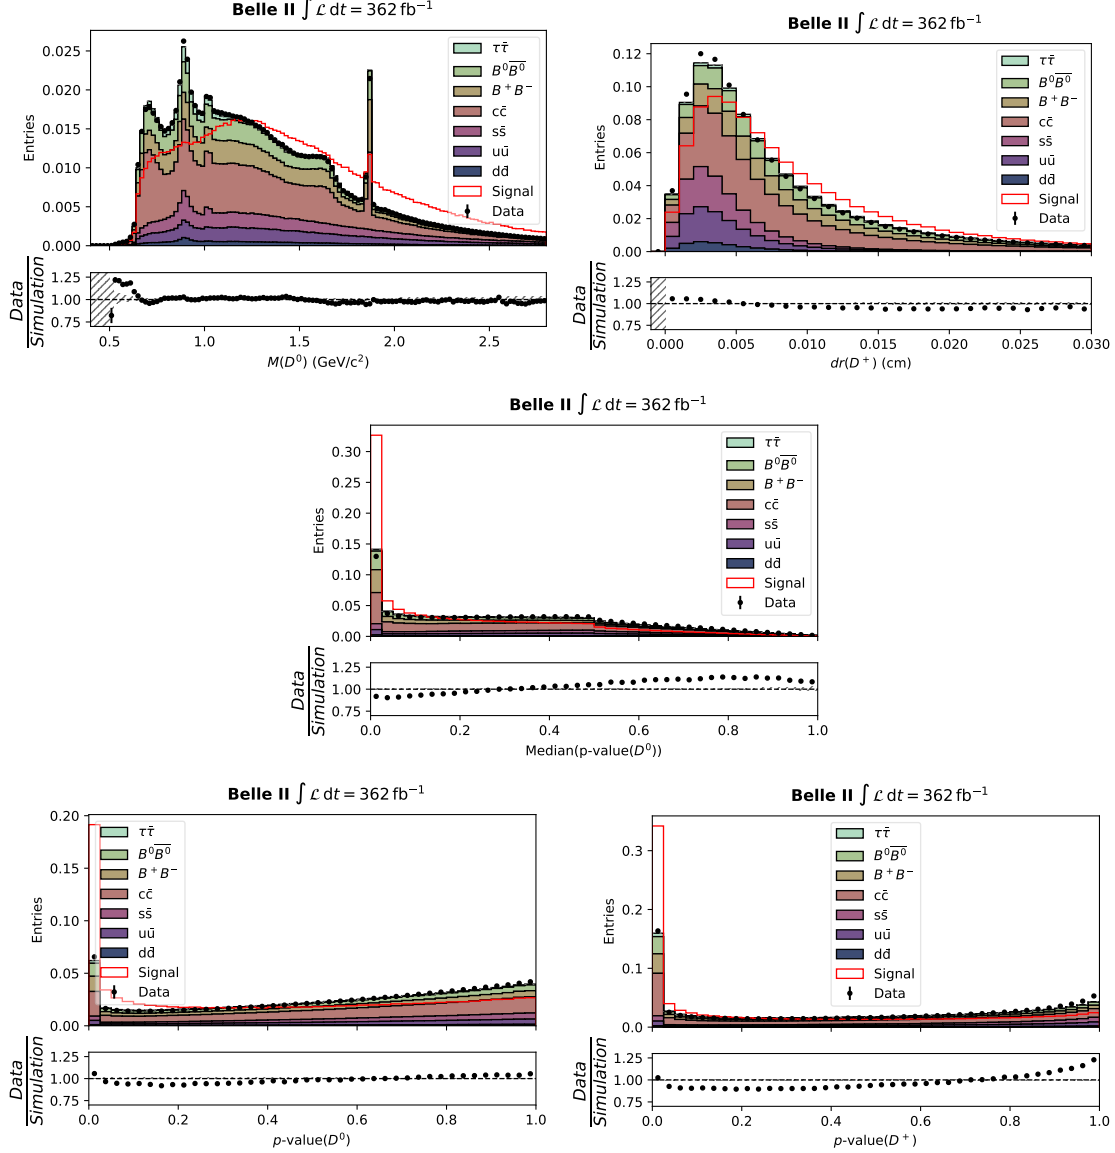 Belle II ∫ ℒ dt = 362 fb⁻¹
Entries
0.025
0.020
0.015
0.010
0.005
0.000
ττ̄
B⁰B̄⁰
B⁺B⁻
cc̄
ss̄
uū
dd̄
Signal
Data
Data
Simulation
1.25
1.00
0.75
0.5 1.0 1.5 2.0 2.5
M(D⁰) (GeV/c²)
Belle II ∫ ℒ dt = 362 fb⁻¹
Entries
0.12
0.10
0.08
0.06
0.04
0.02
0.00
ττ̄
B⁰B̄⁰
B⁺B⁻
cc̄
ss̄
uū
dd̄
Signal
Data
Data
Simulation
1.25
1.00
0.75
0.000 0.005 0.010 0.015 0.020 0.025 0.030
dr(D⁺) (cm)
Belle II ∫ ℒ dt = 362 fb⁻¹
Entries
0.30
0.25
0.20
0.15
0.10
0.05
0.00
ττ̄
B⁰B̄⁰
B⁺B⁻
cc̄
ss̄
uū
dd̄
Signal
Data
Data
Simulation
1.25
1.00
0.75
0.0 0.2 0.4 0.6 0.8 1.0
Median(p-value(D⁰))
Belle II ∫ ℒ dt = 362 fb⁻¹
Entries
0.20
0.15
0.10
0.05
0.00
ττ̄
B⁰B̄⁰
B⁺B⁻
cc̄
ss̄
uū
dd̄
Signal
Data
Data
Simulation
1.25
1.00
0.75
0.0 0.2 0.4 0.6 0.8 1.0
p-value(D⁰)
Belle II ∫ ℒ dt = 362 fb⁻¹
Entries
0.3
0.2
0.1
0.0
ττ̄
B⁰B̄⁰
B⁺B⁻
cc̄
ss̄
uū
dd̄
Signal
Data
Data
Simulation
1.25
1.00
0.75
0.0 0.2 0.4 0.6 0.8 1.0
p-value(D⁺)